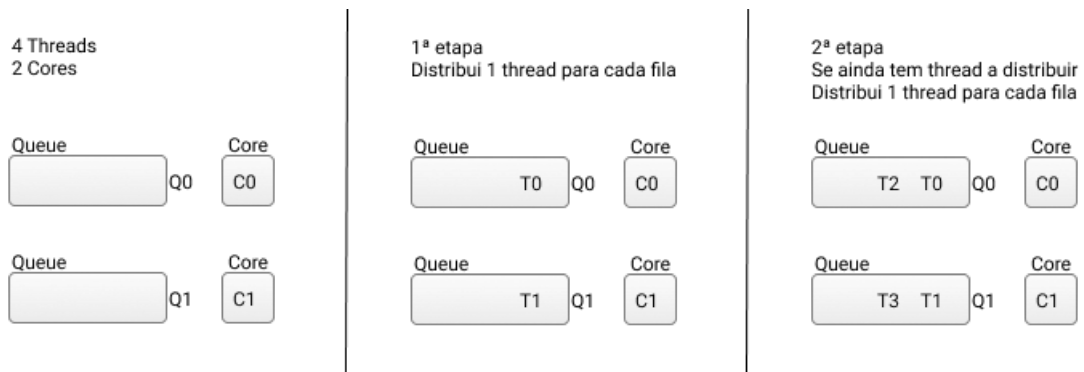 4 Threads
2 Cores
Queue Core
Q0 C0
Queue Core
Q1 C1
1ª etapa
Distribui 1 thread para cada fila
Queue Core
T0 Q0 C0
Queue Core
T1 Q1 C1
2ª etapa
Se ainda tem thread a distribuir
Distribui 1 thread para cada fila
Queue Core
T2 T0 Q0 C0
Queue Core
T3 T1 Q1 C1